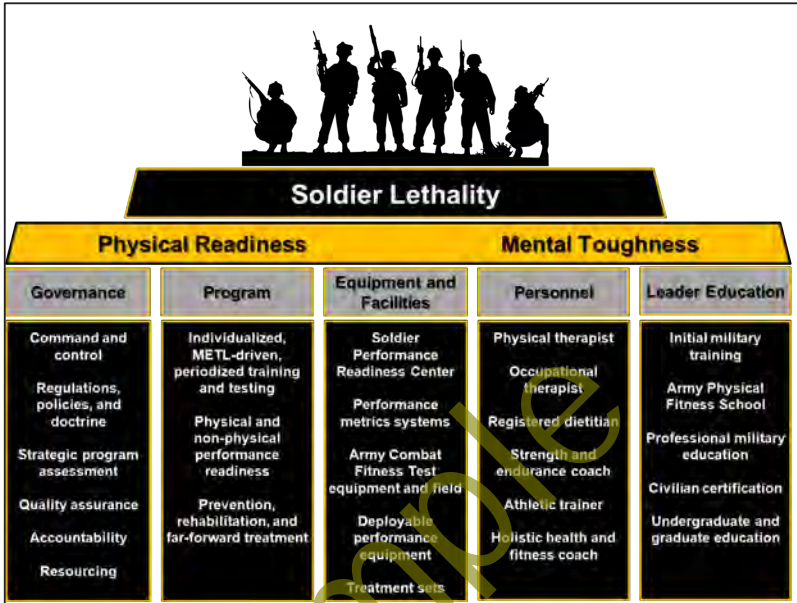 Soldier Lethality
Physical Readiness
Mental Toughness
Governance
Command and
control
Regulations,
policies, and
doctrine
Strategic program
assessment
Quality assurance
Accountability
Resourcing
Program
Individualized,
METL-driven,
periodized training
and testing
Physical and
non-physical
performance
readiness
Prevention,
rehabilitation, and
far-forward treatment
Equipment and
Facilities
Soldier
Performance
Readiness Center
Performance
metrics systems
Army Combat
Fitness Test
equipment and field
Deployable
performance
equipment
Treatment sets
Personnel
Physical therapist
Occupational
therapist
Registered dietitian
Strength and
endurance coach
Athletic trainer
Holistic health and
fitness coach
Leader Education
Initial military
training
Army Physical
Fitness School
Professional military
education
Civilian certification
Undergraduate and
graduate education